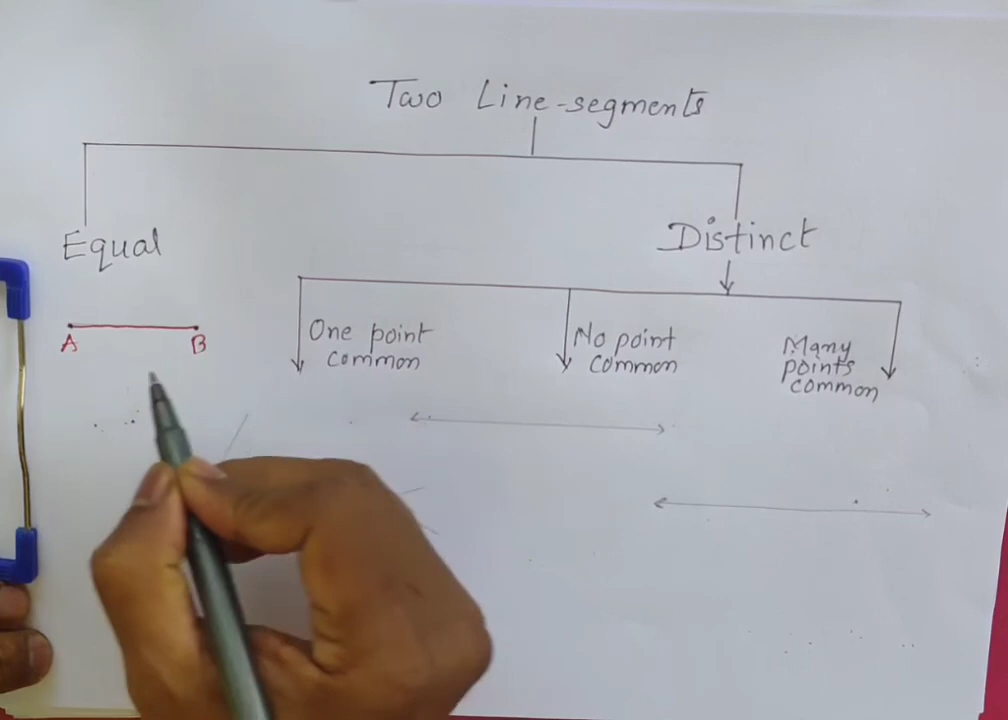 Two Line-segments
Equal
Distinct
One point
common
No point
common
Many
points
common
A
B